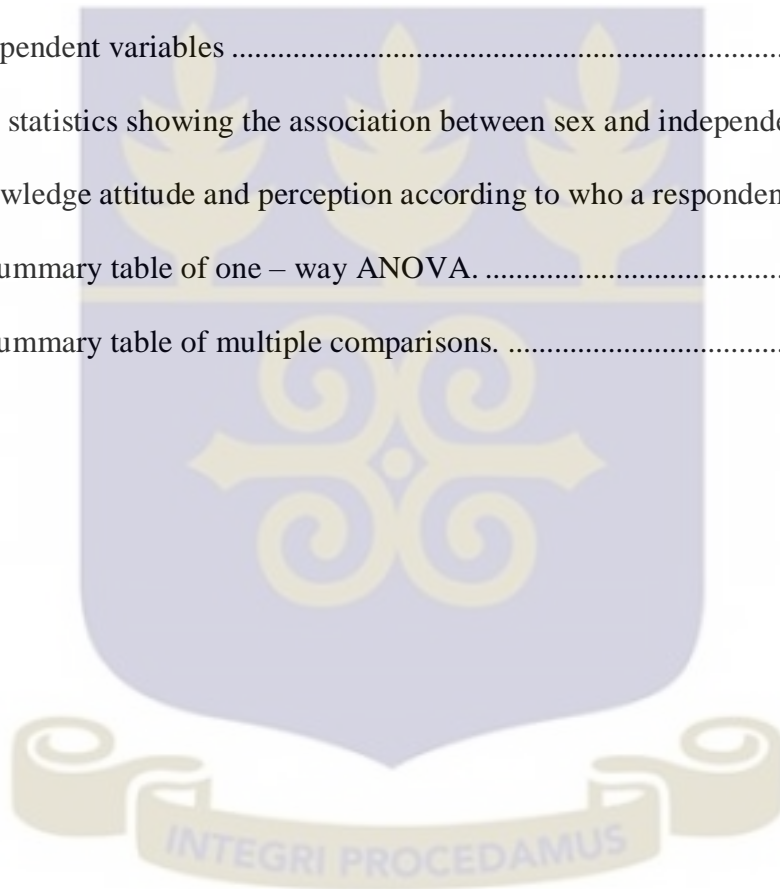 pendent variables ........................................................................
statistics showing the association between sex and independe
wledge attitude and perception according to who a responden
ummary table of one – way ANOVA. ......................................
ummary table of multiple comparisons. ...................................
INTEGRI PROCEDAMUS